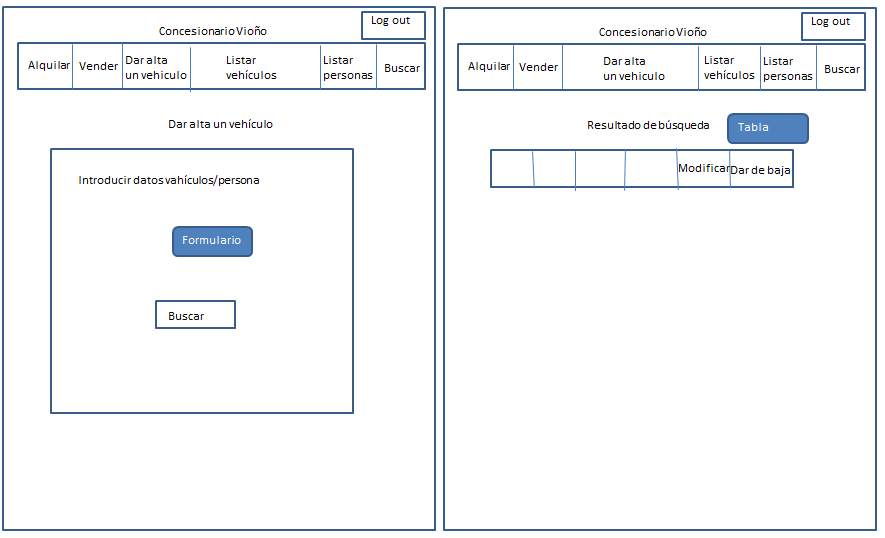 Log out
Concesionario Vioño
Alquilar
Vender
Dar alta
un vehiculo
Listar
vehículos
Listar
personas
Buscar
Dar alta un vehículo
Introducir datos vahículos/persona
Formulario
Buscar
Log out
Concesionario Vioño
Alquilar
Vender
Dar alta
un vehiculo
Listar
vehículos
Listar
personas
Buscar
Resultado de búsqueda
Tabla
Modificar
Dar de baja